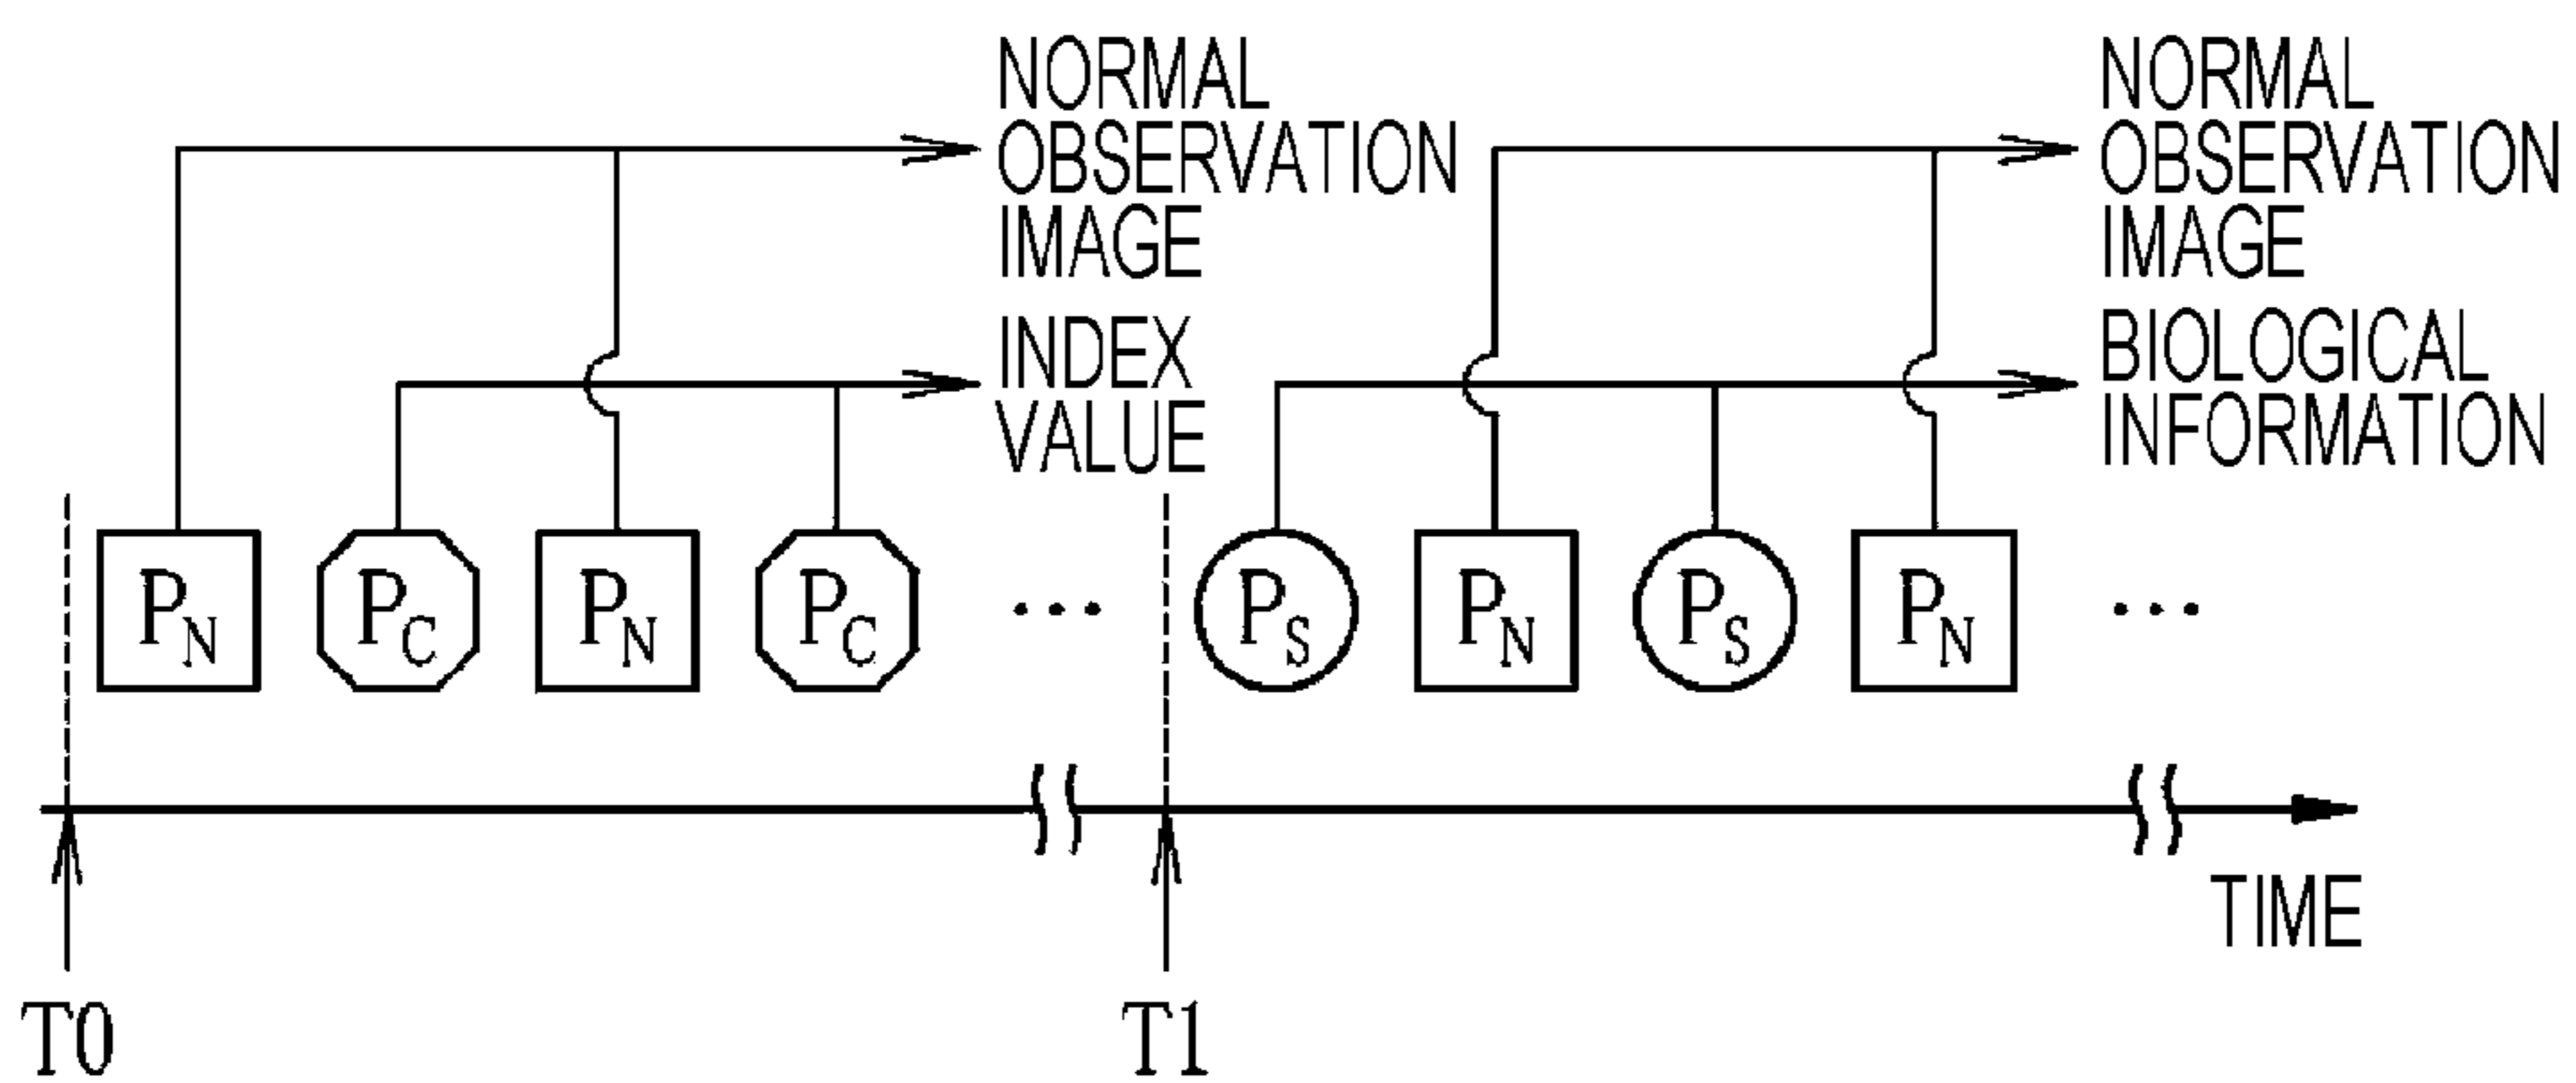 NORMAL
OBSERVATION
IMAGE
INDEX
VALUE
NORMAL
OBSERVATION
IMAGE
BIOLOGICAL
INFORMATION
PN PC PN PC ... PS PN PS PN ...
TIME
T0 T1